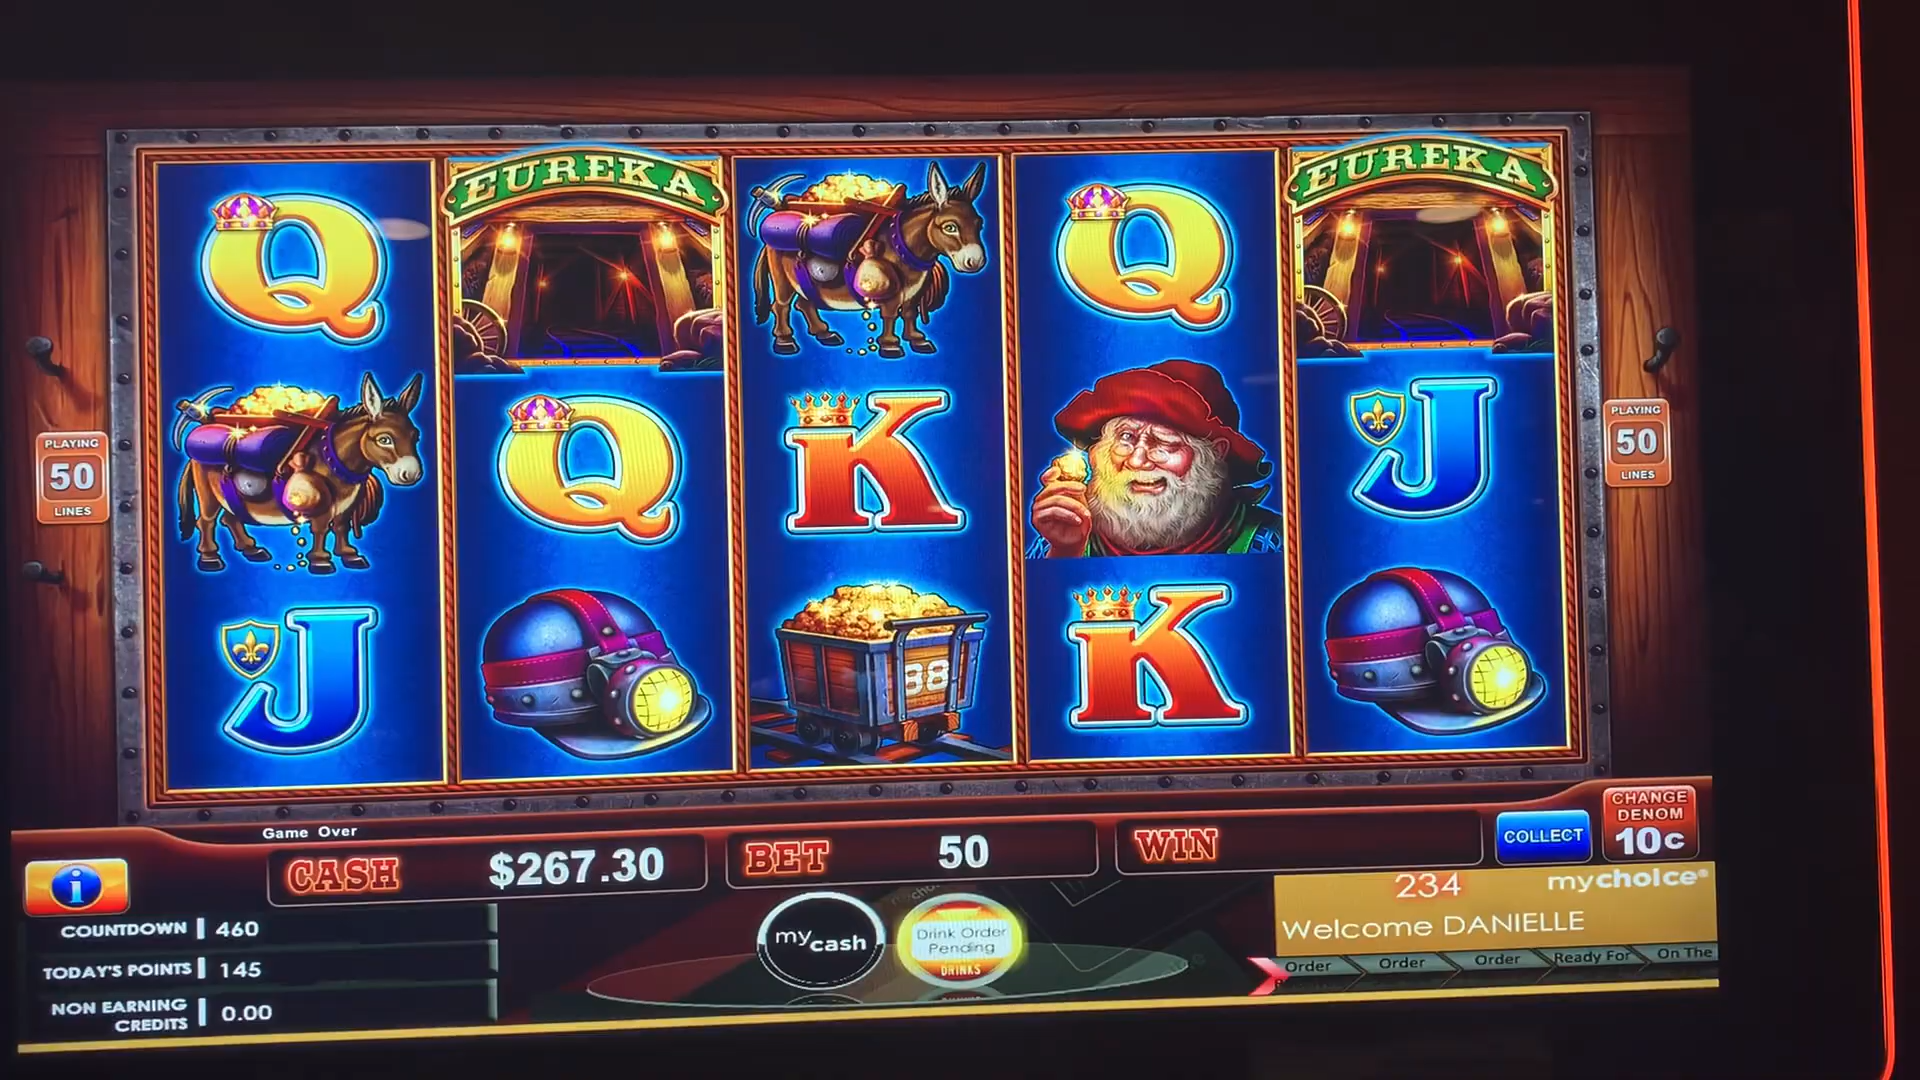 EUREKA
EUREKA
Q
Q
Q
K
J
PLAYING
50
LINES
PLAYING
50
LINES
J
88
K
Game Over
CASH $267.30
BET 50
WIN
COLLECT
CHANGE
DENOM
10c
i
COUNTDOWN 460
TODAY'S POINTS 145
NON EARNING
CREDITS 0.00
my cash
Drink Order
Pending
DRINKS
234
mychoice®
Welcome DANIELLE
Order
Order
Order
Ready For
On The